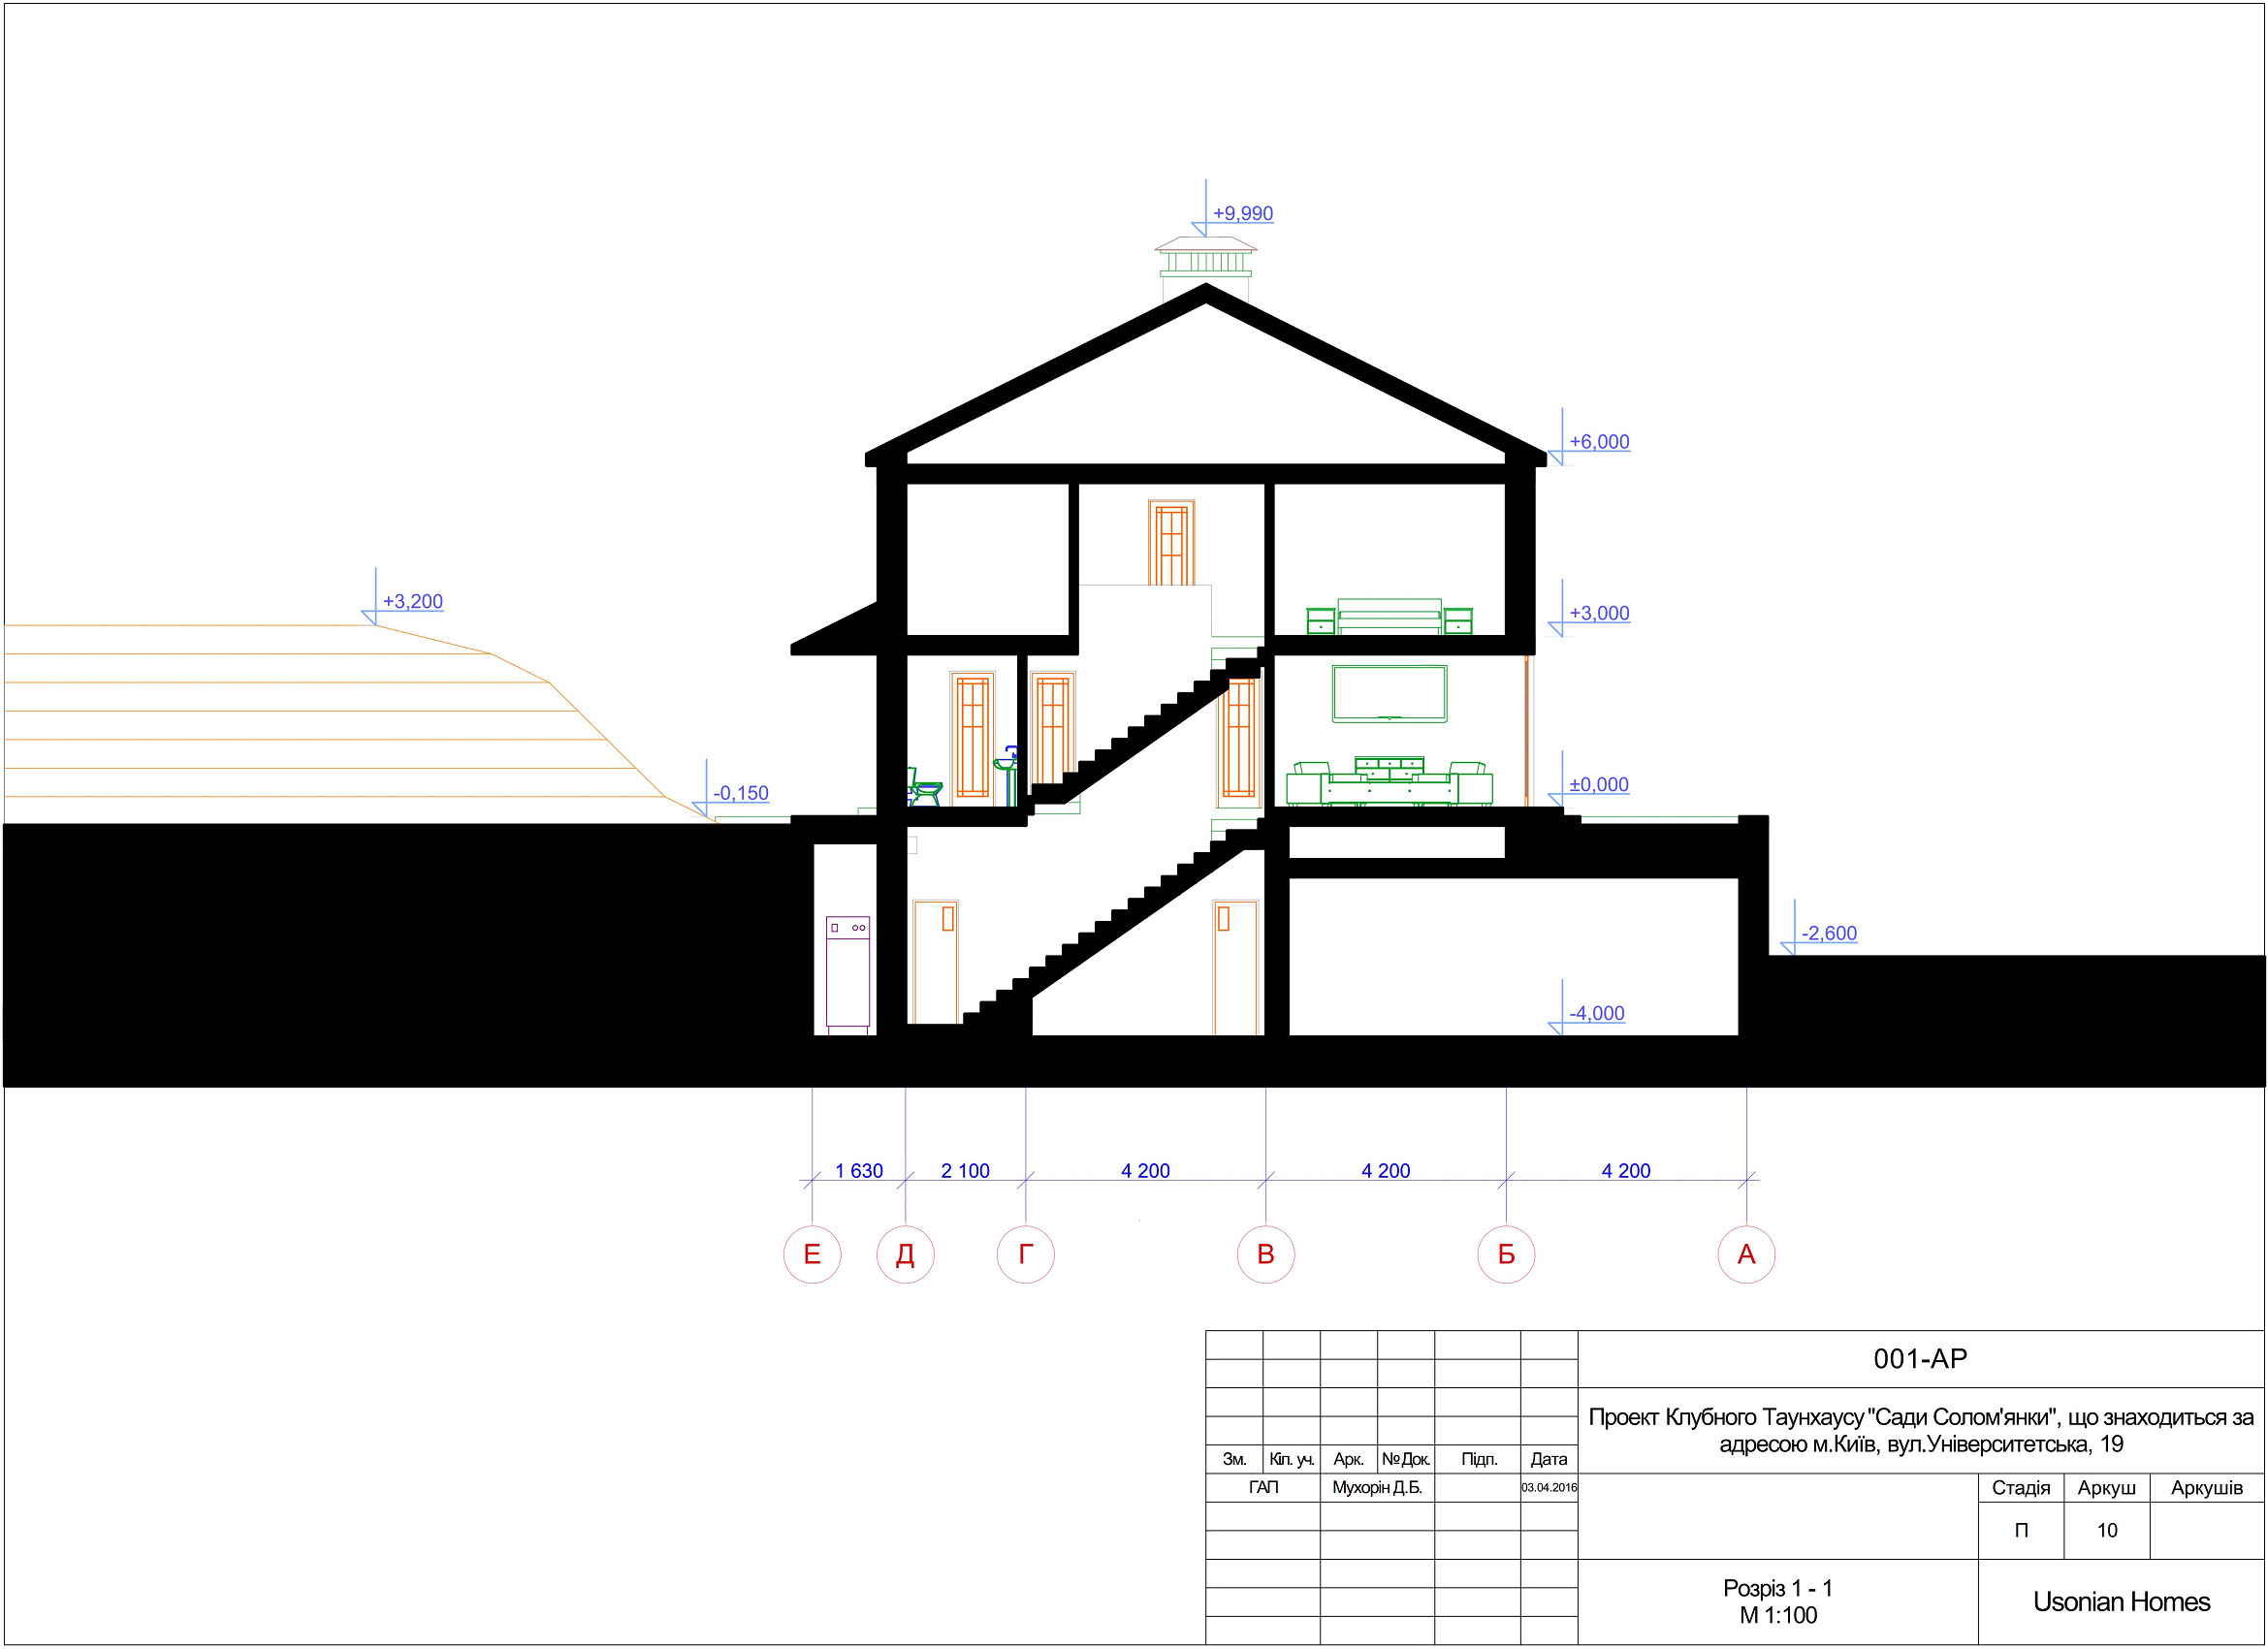 +9,990
+6,000
+3,200
+3,000
±0,000
-0,150
-2,600
-4,000
1 630
2 100
4 200
4 200
4 200
Е
Д
Г
В
Б
А
001-АР
Проект Клубного Таунхаусу "Сади Солом'янки", що знаходиться за
адресою м.Київ, вул.Університетська, 19
Зм.
Кіл. уч.
Арк.
№Док.
Підп.
Дата
ГАП
Мухорін Д.Б.
03.04.2016
Стадія
Аркуш
Аркушів
П
10
Розріз 1 - 1
М 1:100
Usonian Homes